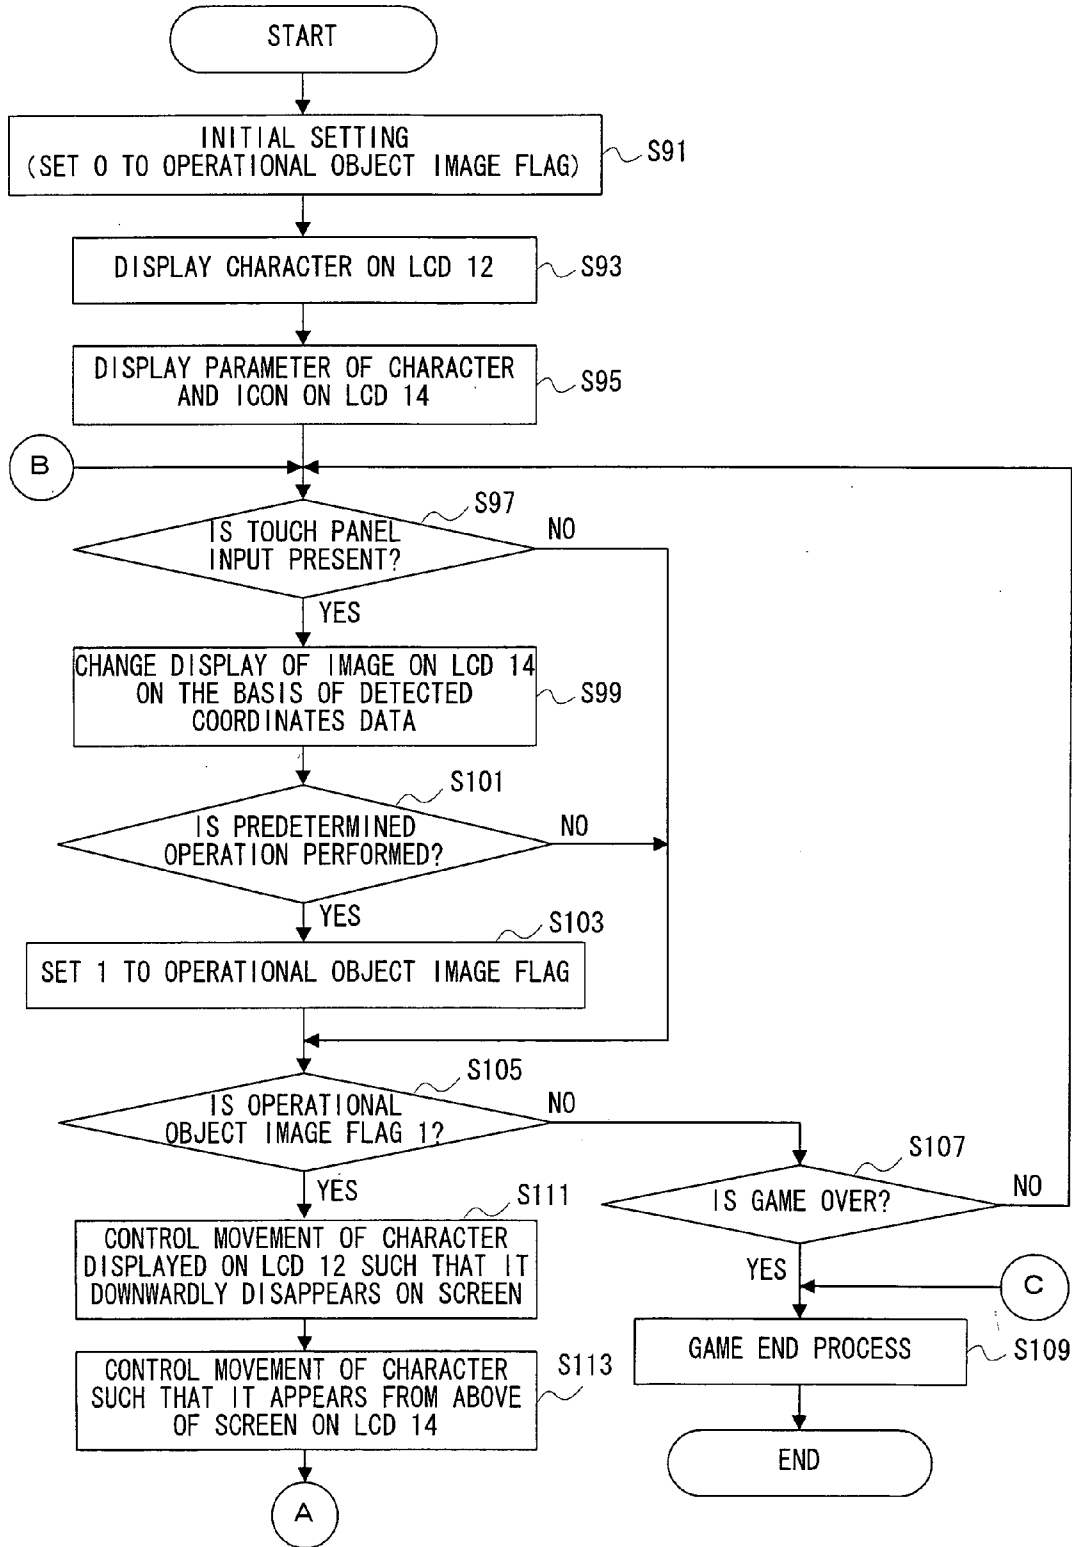 START
INITIAL SETTING
(SET 0 TO OPERATIONAL OBJECT IMAGE FLAG)
S91
DISPLAY CHARACTER ON LCD 12
S93
DISPLAY PARAMETER OF CHARACTER
AND ICON ON LCD 14
S95
B
S97
IS TOUCH PANEL
INPUT PRESENT?
NO
YES
CHANGE DISPLAY OF IMAGE ON LCD 14
ON THE BASIS OF DETECTED
COORDINATES DATA
S99
S101
IS PREDETERMINED
OPERATION PERFORMED?
NO
YES
S103
SET 1 TO OPERATIONAL OBJECT IMAGE FLAG
S105
IS OPERATIONAL
OBJECT IMAGE FLAG 1?
NO
YES
S107
IS GAME OVER?
NO
YES
S111
CONTROL MOVEMENT OF CHARACTER
DISPLAYED ON LCD 12 SUCH THAT IT
DOWNWARDLY DISAPPEARS ON SCREEN
C
GAME END PROCESS
S109
S113
CONTROL MOVEMENT OF CHARACTER
SUCH THAT IT APPEARS FROM ABOVE
OF SCREEN ON LCD 14
END
A